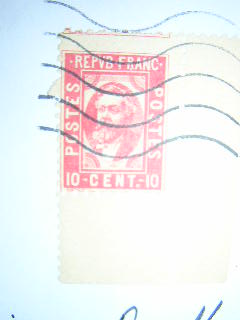 · REPVB · FRANC ·
POSTES
POSTES
10 - CENT. - 10